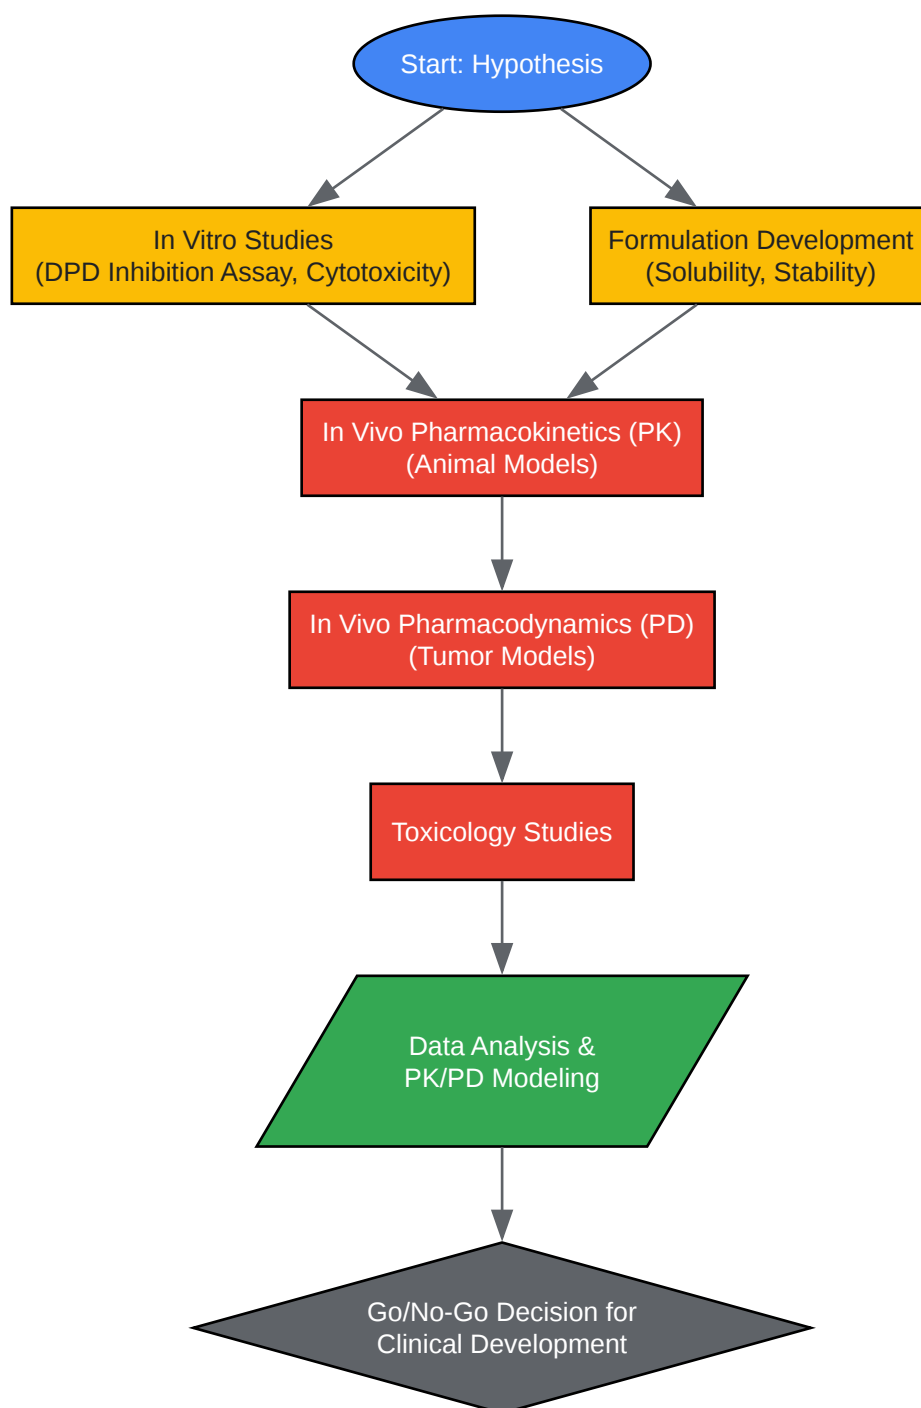 Start: Hypothesis
In Vitro Studies
(DPD Inhibition Assay, Cytotoxicity)
Formulation Development
(Solubility, Stability)
In Vivo Pharmacokinetics (PK)
(Animal Models)
In Vivo Pharmacodynamics (PD)
(Tumor Models)
Toxicology Studies
Data Analysis &
PK/PD Modeling
Go/No-Go Decision for
Clinical Development